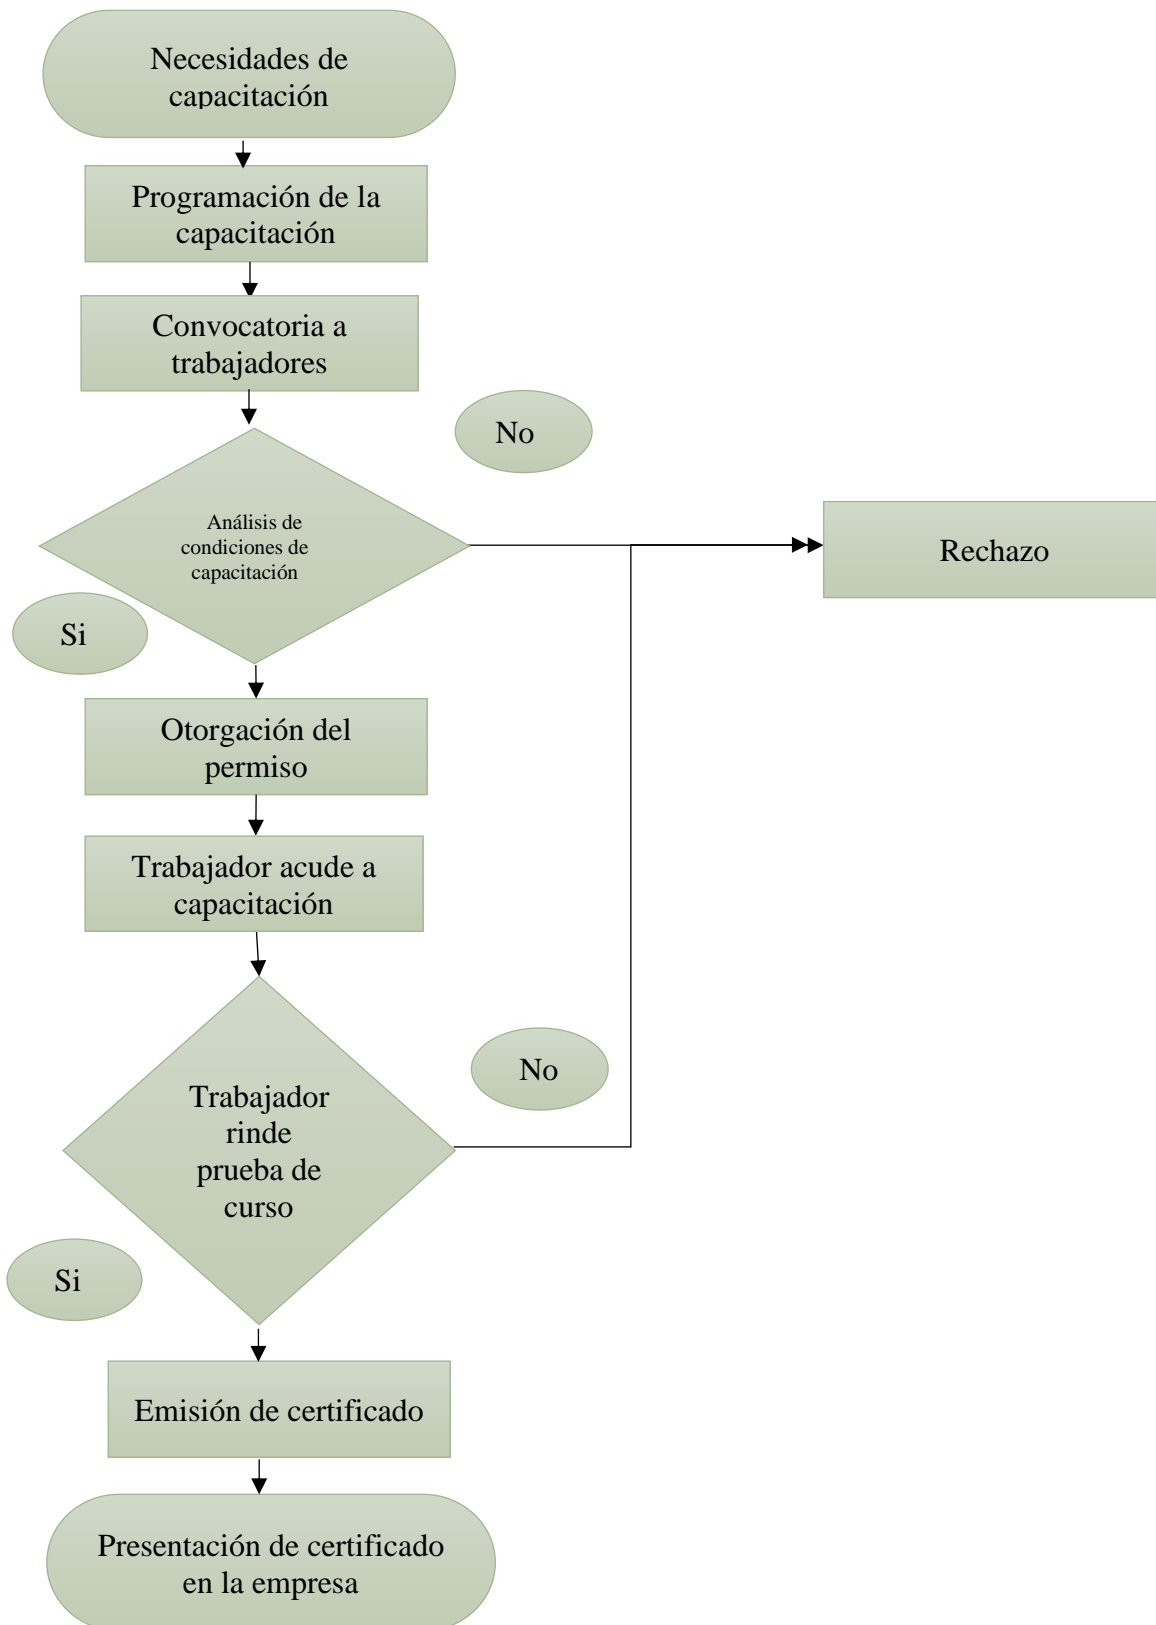 Necesidades de
capacitación
Programación de la
capacitación
Convocatoria a
trabajadores
No
Análisis de
condiciones de
capacitación
Rechazo
Si
Otorgación del
permiso
Trabajador acude a
capacitación
No
Trabajador
rinde
prueba de
curso
Si
Emisión de certificado
Presentación de certificado
en la empresa